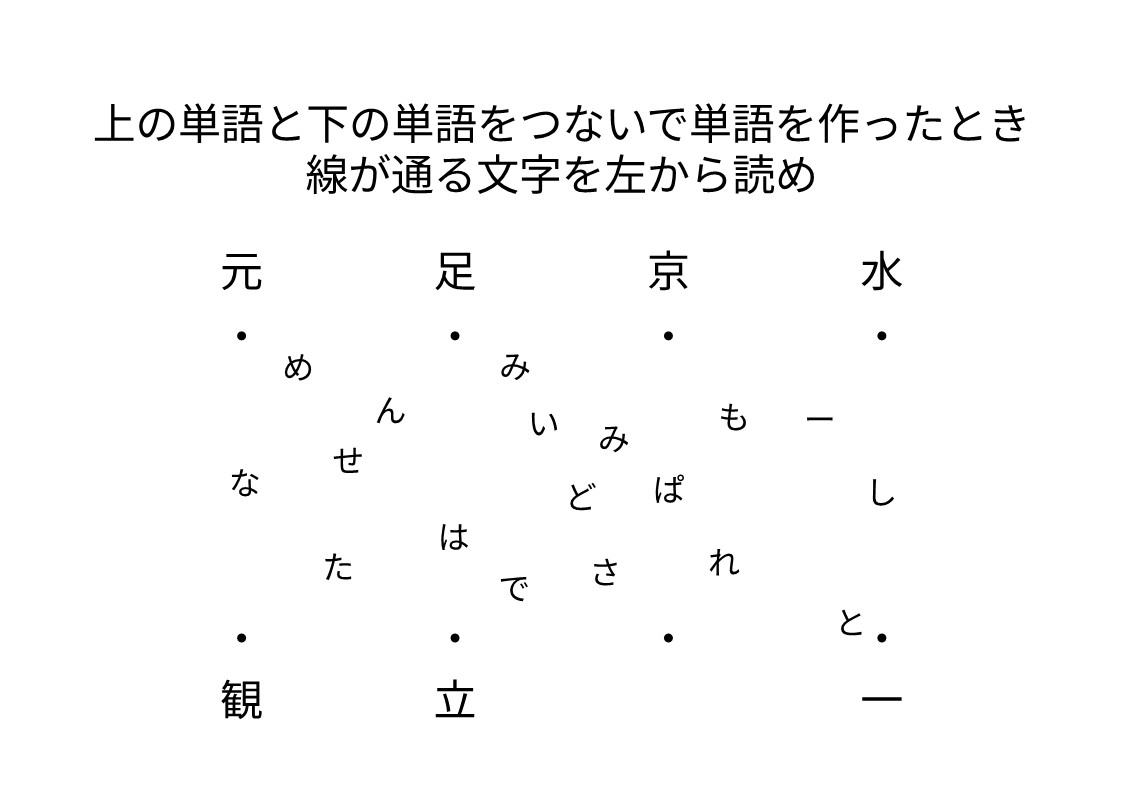 上の単語と下の単語をつないで単語を作ったとき
線が通る文字を左から読め
元 足 京 水
・ ・ ・ ・
め み
ん い み も ー
な せ ど ぱ し
た は で さ れ
と
・ ・ ・ ・
観 立 一